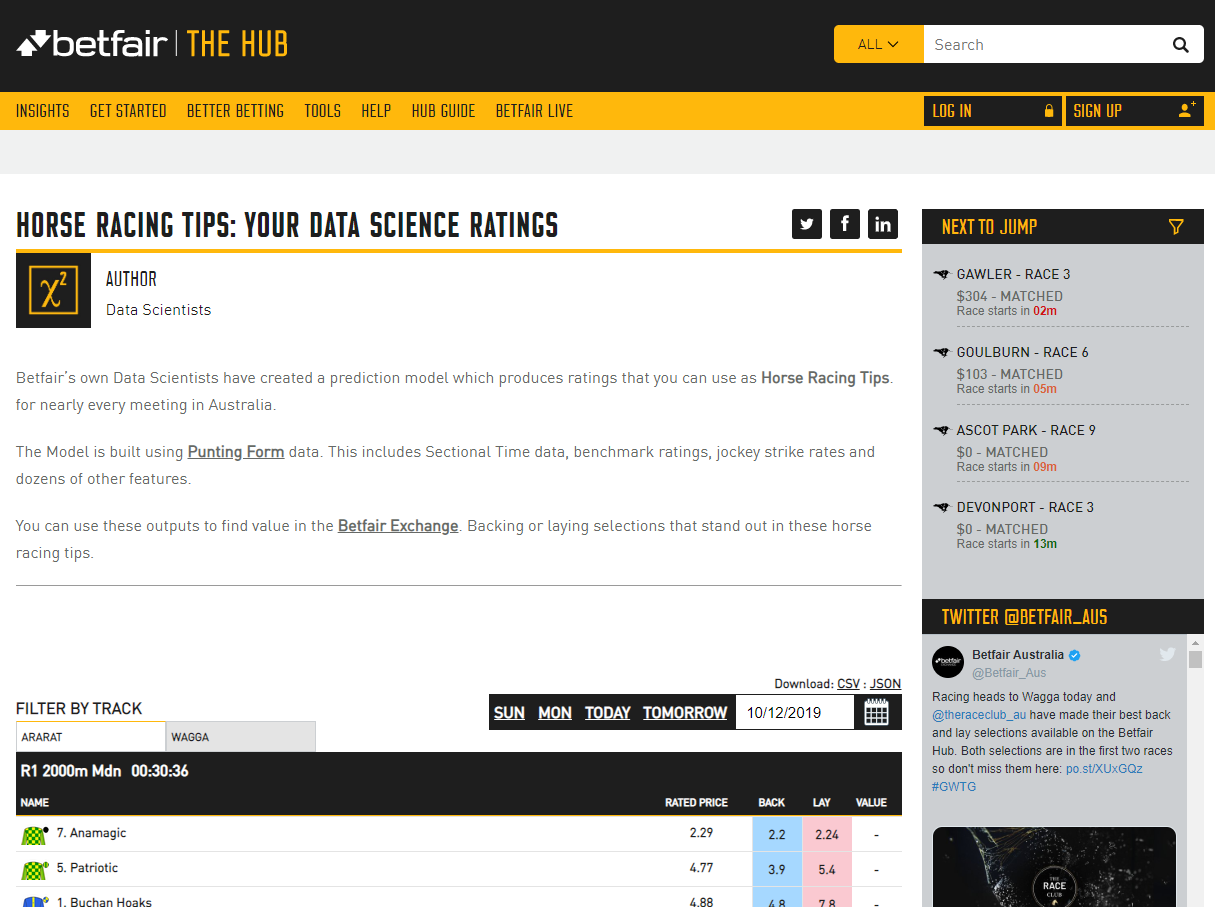 betfair | THE HUB
ALL Search
INSIGHTS GET STARTED BETTER BETTING TOOLS HELP HUB GUIDE BETFAIR LIVE LOG IN SIGN UP
HORSE RACING TIPS: YOUR DATA SCIENCE RATINGS
χ²
AUTHOR
Data Scientists
Betfair's own Data Scientists have created a prediction model which produces ratings that you can use as Horse Racing Tips.
for nearly every meeting in Australia.
The Model is built using Punting Form data. This includes Sectional Time data, benchmark ratings, jockey strike rates and
dozens of other features.
You can use these outputs to find value in the Betfair Exchange. Backing or laying selections that stand out in these horse
racing tips.
Download: CSV : JSON
FILTER BY TRACK
SUN MON TODAY TOMORROW 10/12/2019
ARARAT WAGGA
R1 2000m Mdn 00:30:36
NAME RATED PRICE BACK LAY VALUE
7. Anamagic 2.29 2.2 2.24 -
5. Patriotic 4.77 3.9 5.4 -
1. Buchan Hoaks 4.88 4.8 7.8 -
NEXT TO JUMP
GAWLER - RACE 3
$304 - MATCHED
Race starts in 02m
GOULBURN - RACE 6
$103 - MATCHED
Race starts in 05m
ASCOT PARK - RACE 9
$0 - MATCHED
Race starts in 09m
DEVONPORT - RACE 3
$0 - MATCHED
Race starts in 13m
TWITTER @BETFAIR_AUS
betfair
Betfair Australia
@Betfair_Aus
Racing heads to Wagga today and
@theraceclub_au have made their best back
and lay selections available on the Betfair
Hub. Both selections are in the first two races
so don't miss them here: po.st/XUxGQz
#GWTG
THE
RACE
CLUB